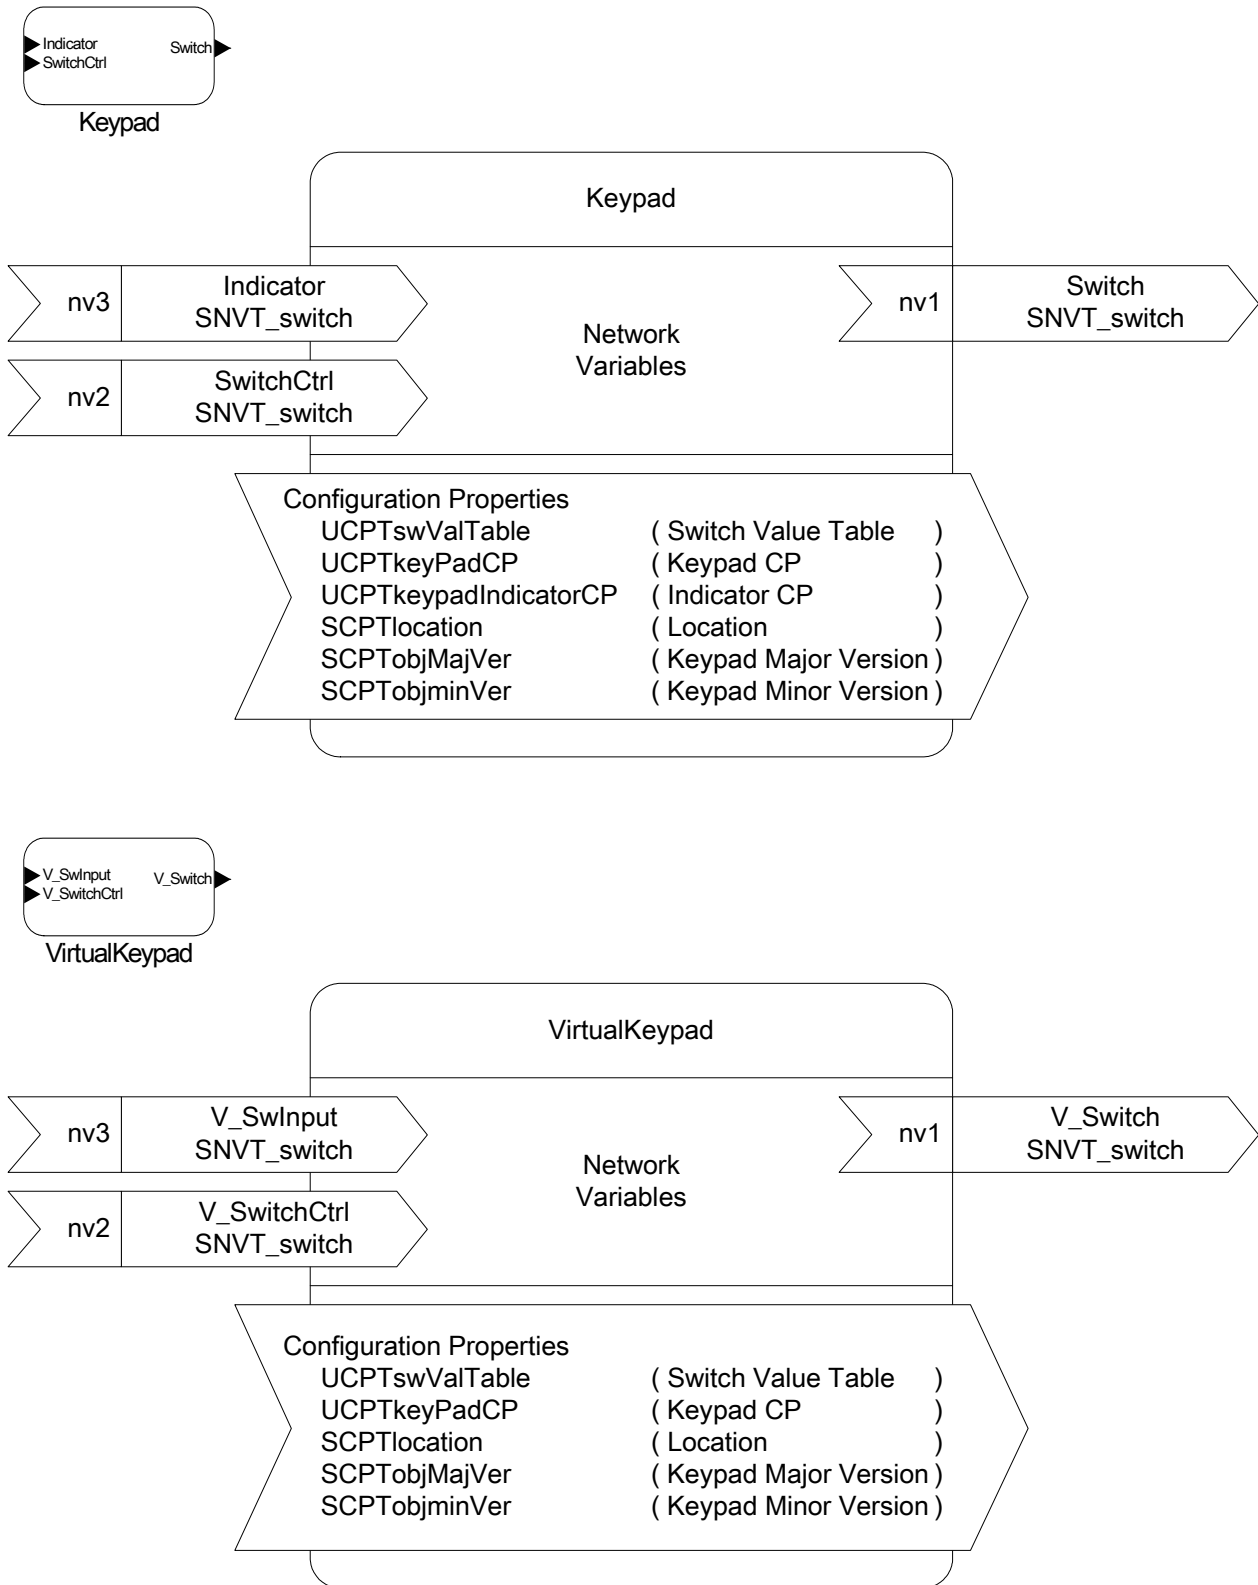 Indicator Switch
SwitchCtrl
Keypad
Keypad
nv3 Indicator
SNVT_switch
nv1 Switch
SNVT_switch
Network
Variables
nv2 SwitchCtrl
SNVT_switch
Configuration Properties
UCPTswValTable ( Switch Value Table )
UCPTkeyPadCP ( Keypad CP )
UCPTkeypadIndicatorCP ( Indicator CP )
SCPTlocation ( Location )
SCPTobjMajVer ( Keypad Major Version )
SCPTobjminVer ( Keypad Minor Version )
V_SwInput V_Switch
V_SwitchCtrl
VirtualKeypad
VirtualKeypad
nv3 V_SwInput
SNVT_switch
nv1 V_Switch
SNVT_switch
Network
Variables
nv2 V_SwitchCtrl
SNVT_switch
Configuration Properties
UCPTswValTable ( Switch Value Table )
UCPTkeyPadCP ( Keypad CP )
SCPTlocation ( Location )
SCPTobjMajVer ( Keypad Major Version )
SCPTobjminVer ( Keypad Minor Version )